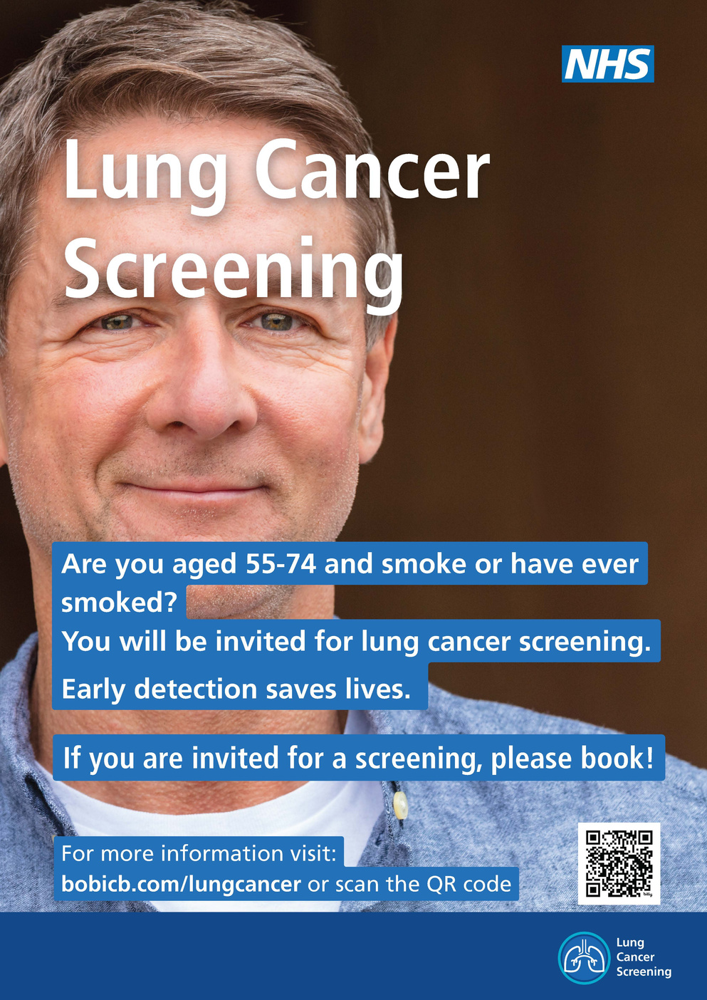 NHS
Lung Cancer
Screening
Are you aged 55-74 and smoke or have ever
smoked?
You will be invited for lung cancer screening.
Early detection saves lives.
If you are invited for a screening, please book!
For more information visit:
bobicb.com/lungcancer or scan the QR code
bitly
Lung
Cancer
Screening